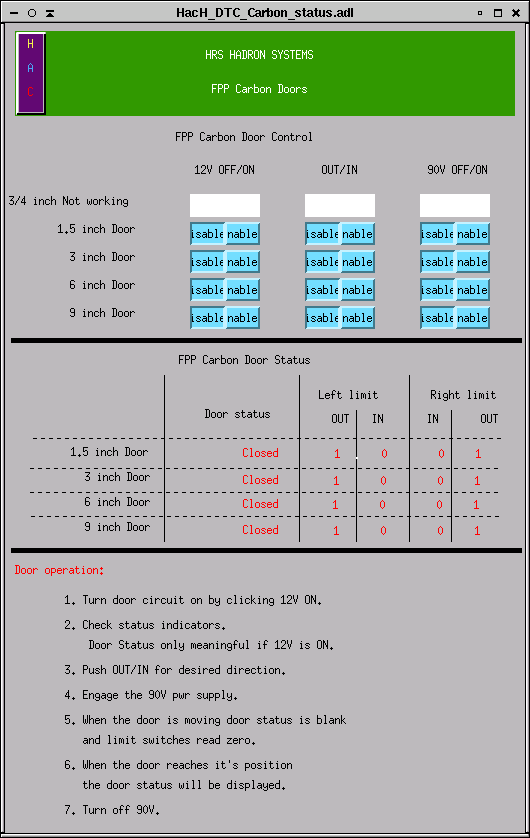 HacH_DTC_Carbon_status.adl
H
A
C
HRS HADRON SYSTEMS
FPP Carbon Doors
FPP Carbon Door Control
12V OFF/ON OUT/IN 90V OFF/ON
3/4 inch Not working
1.5 inch Door isable nable isable nable isable nable
3 inch Door isable nable isable nable isable nable
6 inch Door isable nable isable nable isable nable
9 inch Door isable nable isable nable isable nable
FPP Carbon Door Status
Left limit Right limit
Door status OUT IN IN OUT
1.5 inch Door Closed 1 0 0 1
3 inch Door Closed 1 0 0 1
6 inch Door Closed 1 0 0 1
9 inch Door Closed 1 0 0 1
Door operation:
1. Turn door circuit on by clicking 12V ON.
2. Check status indicators.
Door Status only meaningful if 12V is ON.
3. Push OUT/IN for desired direction.
4. Engage the 90V pwr supply.
5. When the door is moving door status is blank
and limit switches read zero.
6. When the door reaches it's position
the door status will be displayed.
7. Turn off 90V.